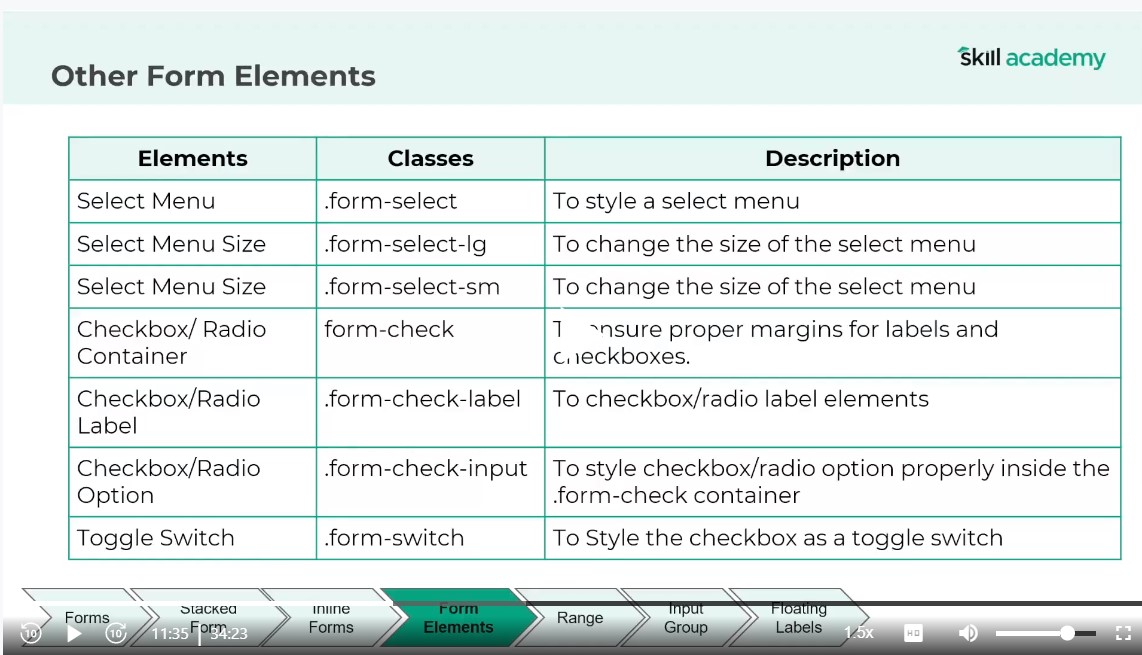 Other Form Elements
skill academy
Elements Classes Description
Select Menu .form-select To style a select menu
Select Menu Size .form-select-lg To change the size of the select menu
Select Menu Size .form-select-sm To change the size of the select menu
Checkbox/ Radio form-check ensure proper margins for labels and
Container checkboxes.
Checkbox/Radio .form-check-label To checkbox/radio label elements
Label
Checkbox/Radio .form-check-input To style checkbox/radio option properly inside the
Option .form-check container
Toggle Switch .form-switch To Style the checkbox as a toggle switch
Forms
Stacked
Form
Inline
Forms
Form
Elements
Range
Input
Group
Floating
Labels
10 10 11:35 34:23 1.5x HD